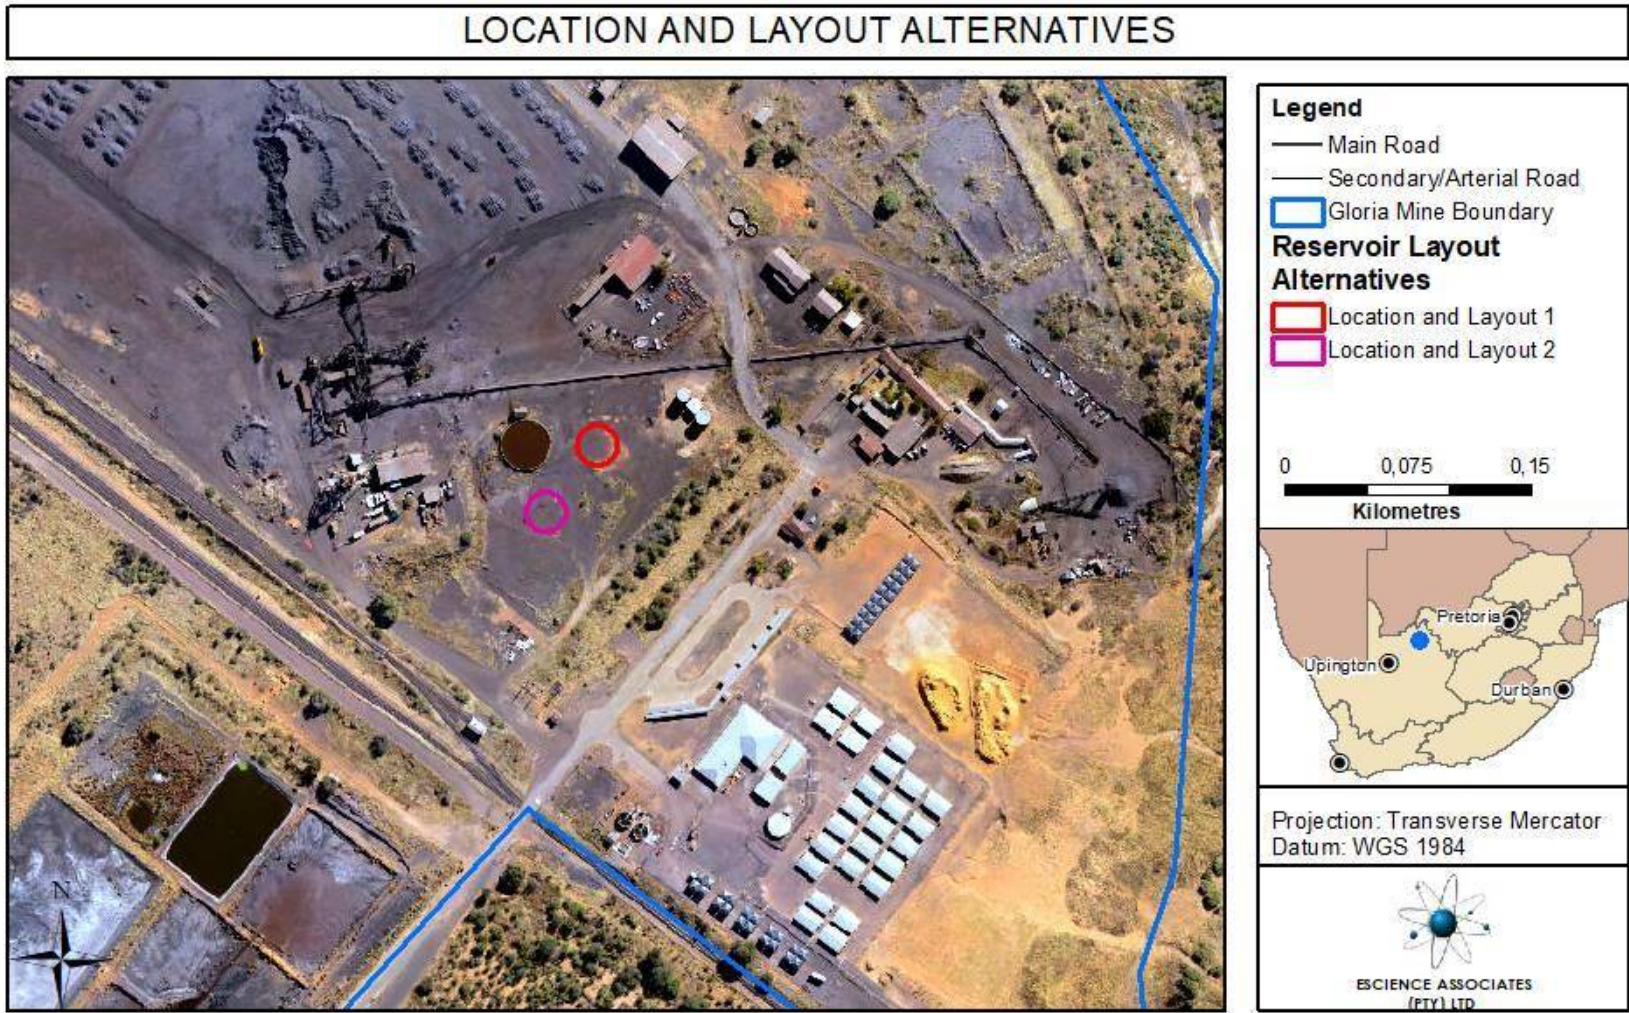 LOCATION AND LAYOUT ALTERNATIVES
Legend
Main Road
Secondary/Arterial Road
Gloria Mine Boundary
Reservoir Layout
Alternatives
Location and Layout 1
Location and Layout 2
0 0,075 0,15
Kilometres
Pretoria
Upington
Durban
Projection: Transverse Mercator
Datum: WGS 1984
N
ESCIENCE ASSOCIATES
(PTY) LTD